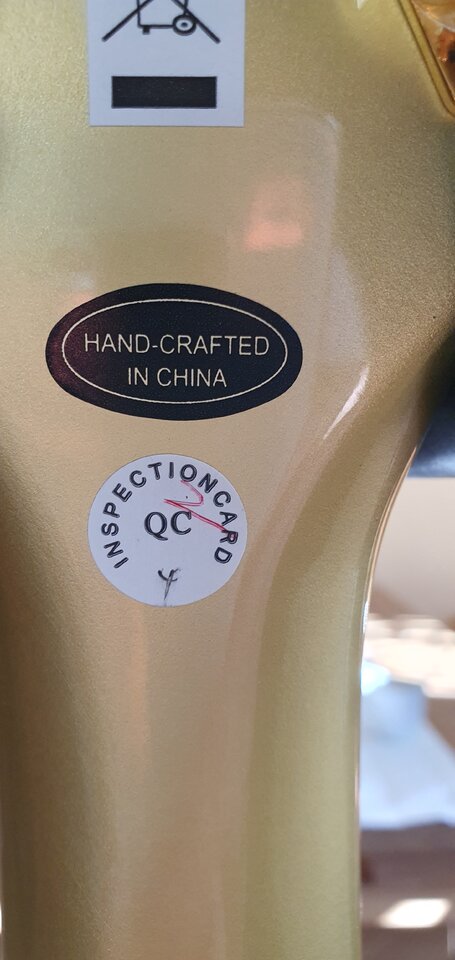 HAND-CRAFTED
IN CHINA
INSPECTIONCARD
QC